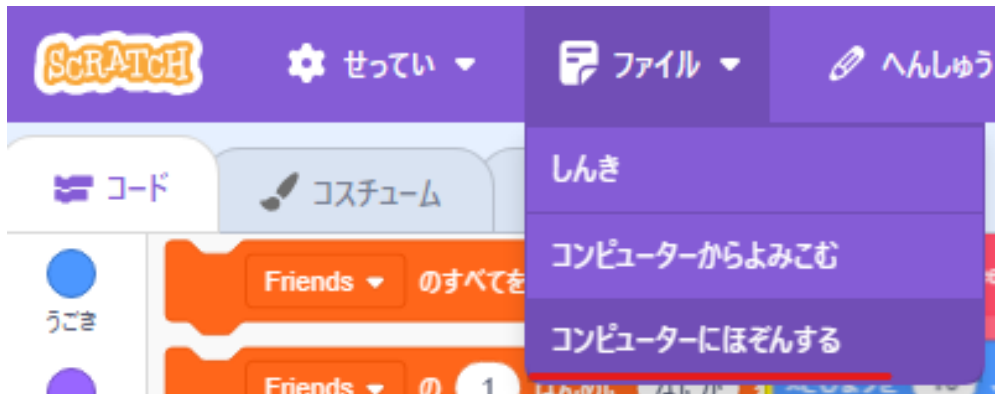 SCRATCH せってい ファイル へんしゅう
コード コスチューム
しんき
コンピューターからよみこむ
コンピューターにほぞんする
うごき
Friends のすべてを
Friends の 1